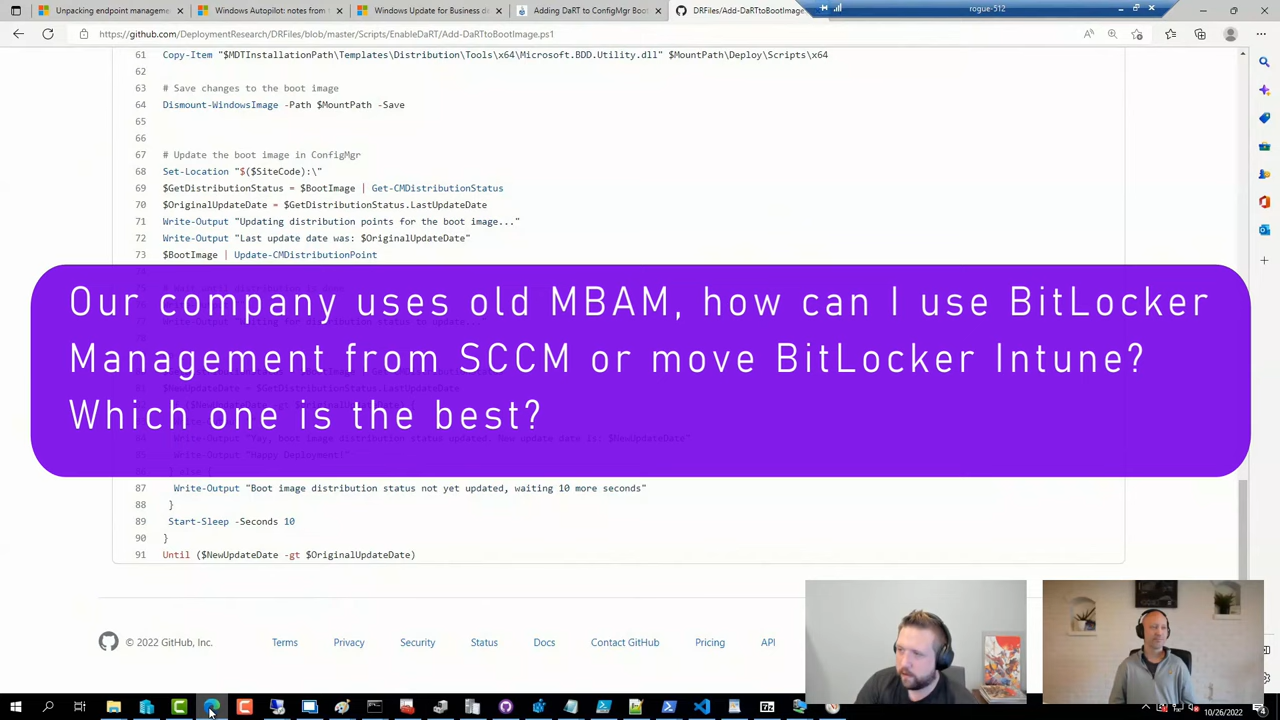 Unpacking endpoint management
Windows Autopilot: notes from t
Windows Update for Business de
Adding DaRT to ConfigMgr Boot
DRFiles/Add-DaRTtoBootImage.
rogue-512
https://github.com/DeploymentResearch/DRFiles/blob/master/Scripts/EnableDaRT/Add-DaRTtoBootImage.ps1
61 Copy-Item "$MDTInstallationPath\Templates\Distribution\Tools\x64\Microsoft.BDD.Utility.dll" $MountPath\Deploy\Scripts\x64
62
63 # Save changes to the boot image
64 Dismount-WindowsImage -Path $MountPath -Save
65
66
67 # Update the boot image in ConfigMgr
68 Set-Location "$($SiteCode):\"
69 $GetDistributionStatus = $BootImage | Get-CMDistributionStatus
70 $OriginalUpdateDate = $GetDistributionStatus.LastUpdateDate
71 Write-Output "Updating distribution points for the boot image..."
72 Write-Output "Last update date was: $OriginalUpdateDate"
73 $BootImage | Update-CMDistributionPoint
Our company uses old MBAM, how can I use BitLocker
Management from SCCM or move BitLocker Intune?
Which one is the best?
87 Write-Output "Boot image distribution status not yet updated, waiting 10 more seconds"
88 }
89 Start-Sleep -Seconds 10
90 }
91 Until ($NewUpdateDate -gt $OriginalUpdateDate)
© 2022 GitHub, Inc. Terms Privacy Security Status Docs Contact GitHub Pricing API
10/26/2022